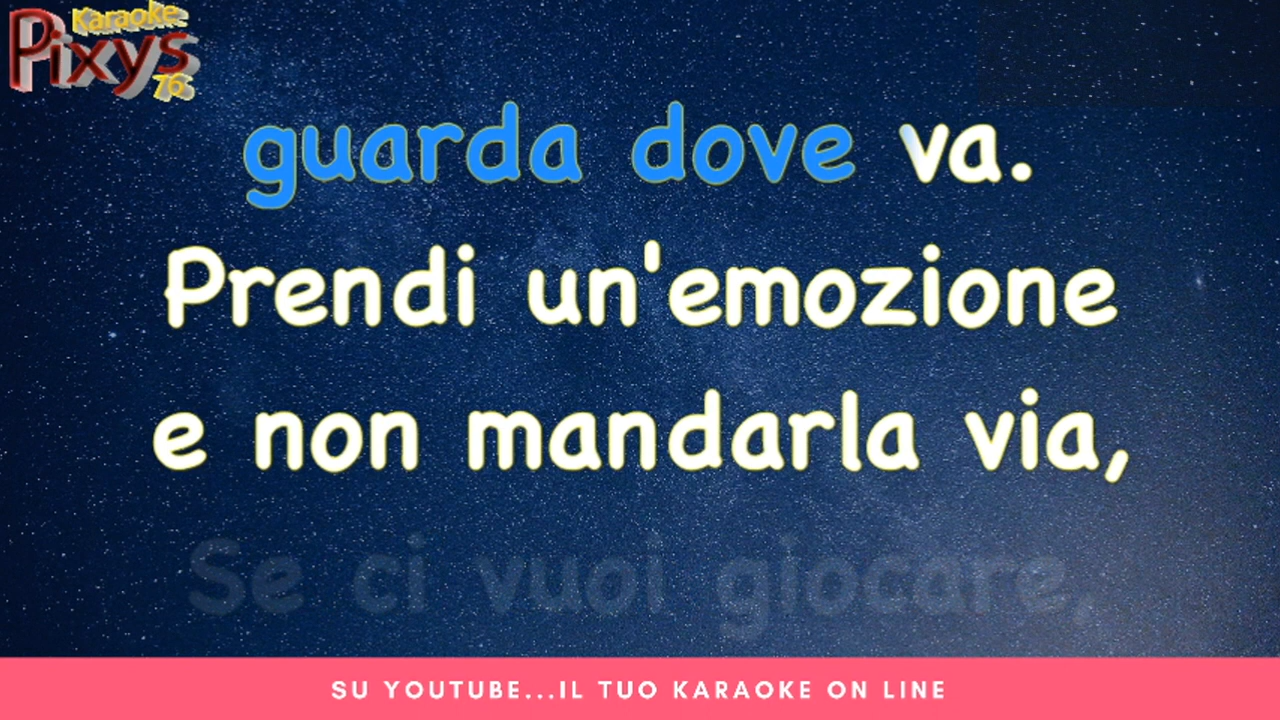 Karaoke
Pixys
76
guarda dove va.
Prendi un'emozione
e non mandarla via,
Se ci vuoi giocare,
SU YOUTUBE...IL TUO KARAOKE ON LINE